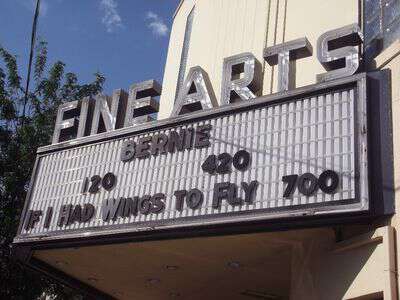 FINE ARTS
BERNIE
120 420
IF I HAD WINGS TO FLY 700